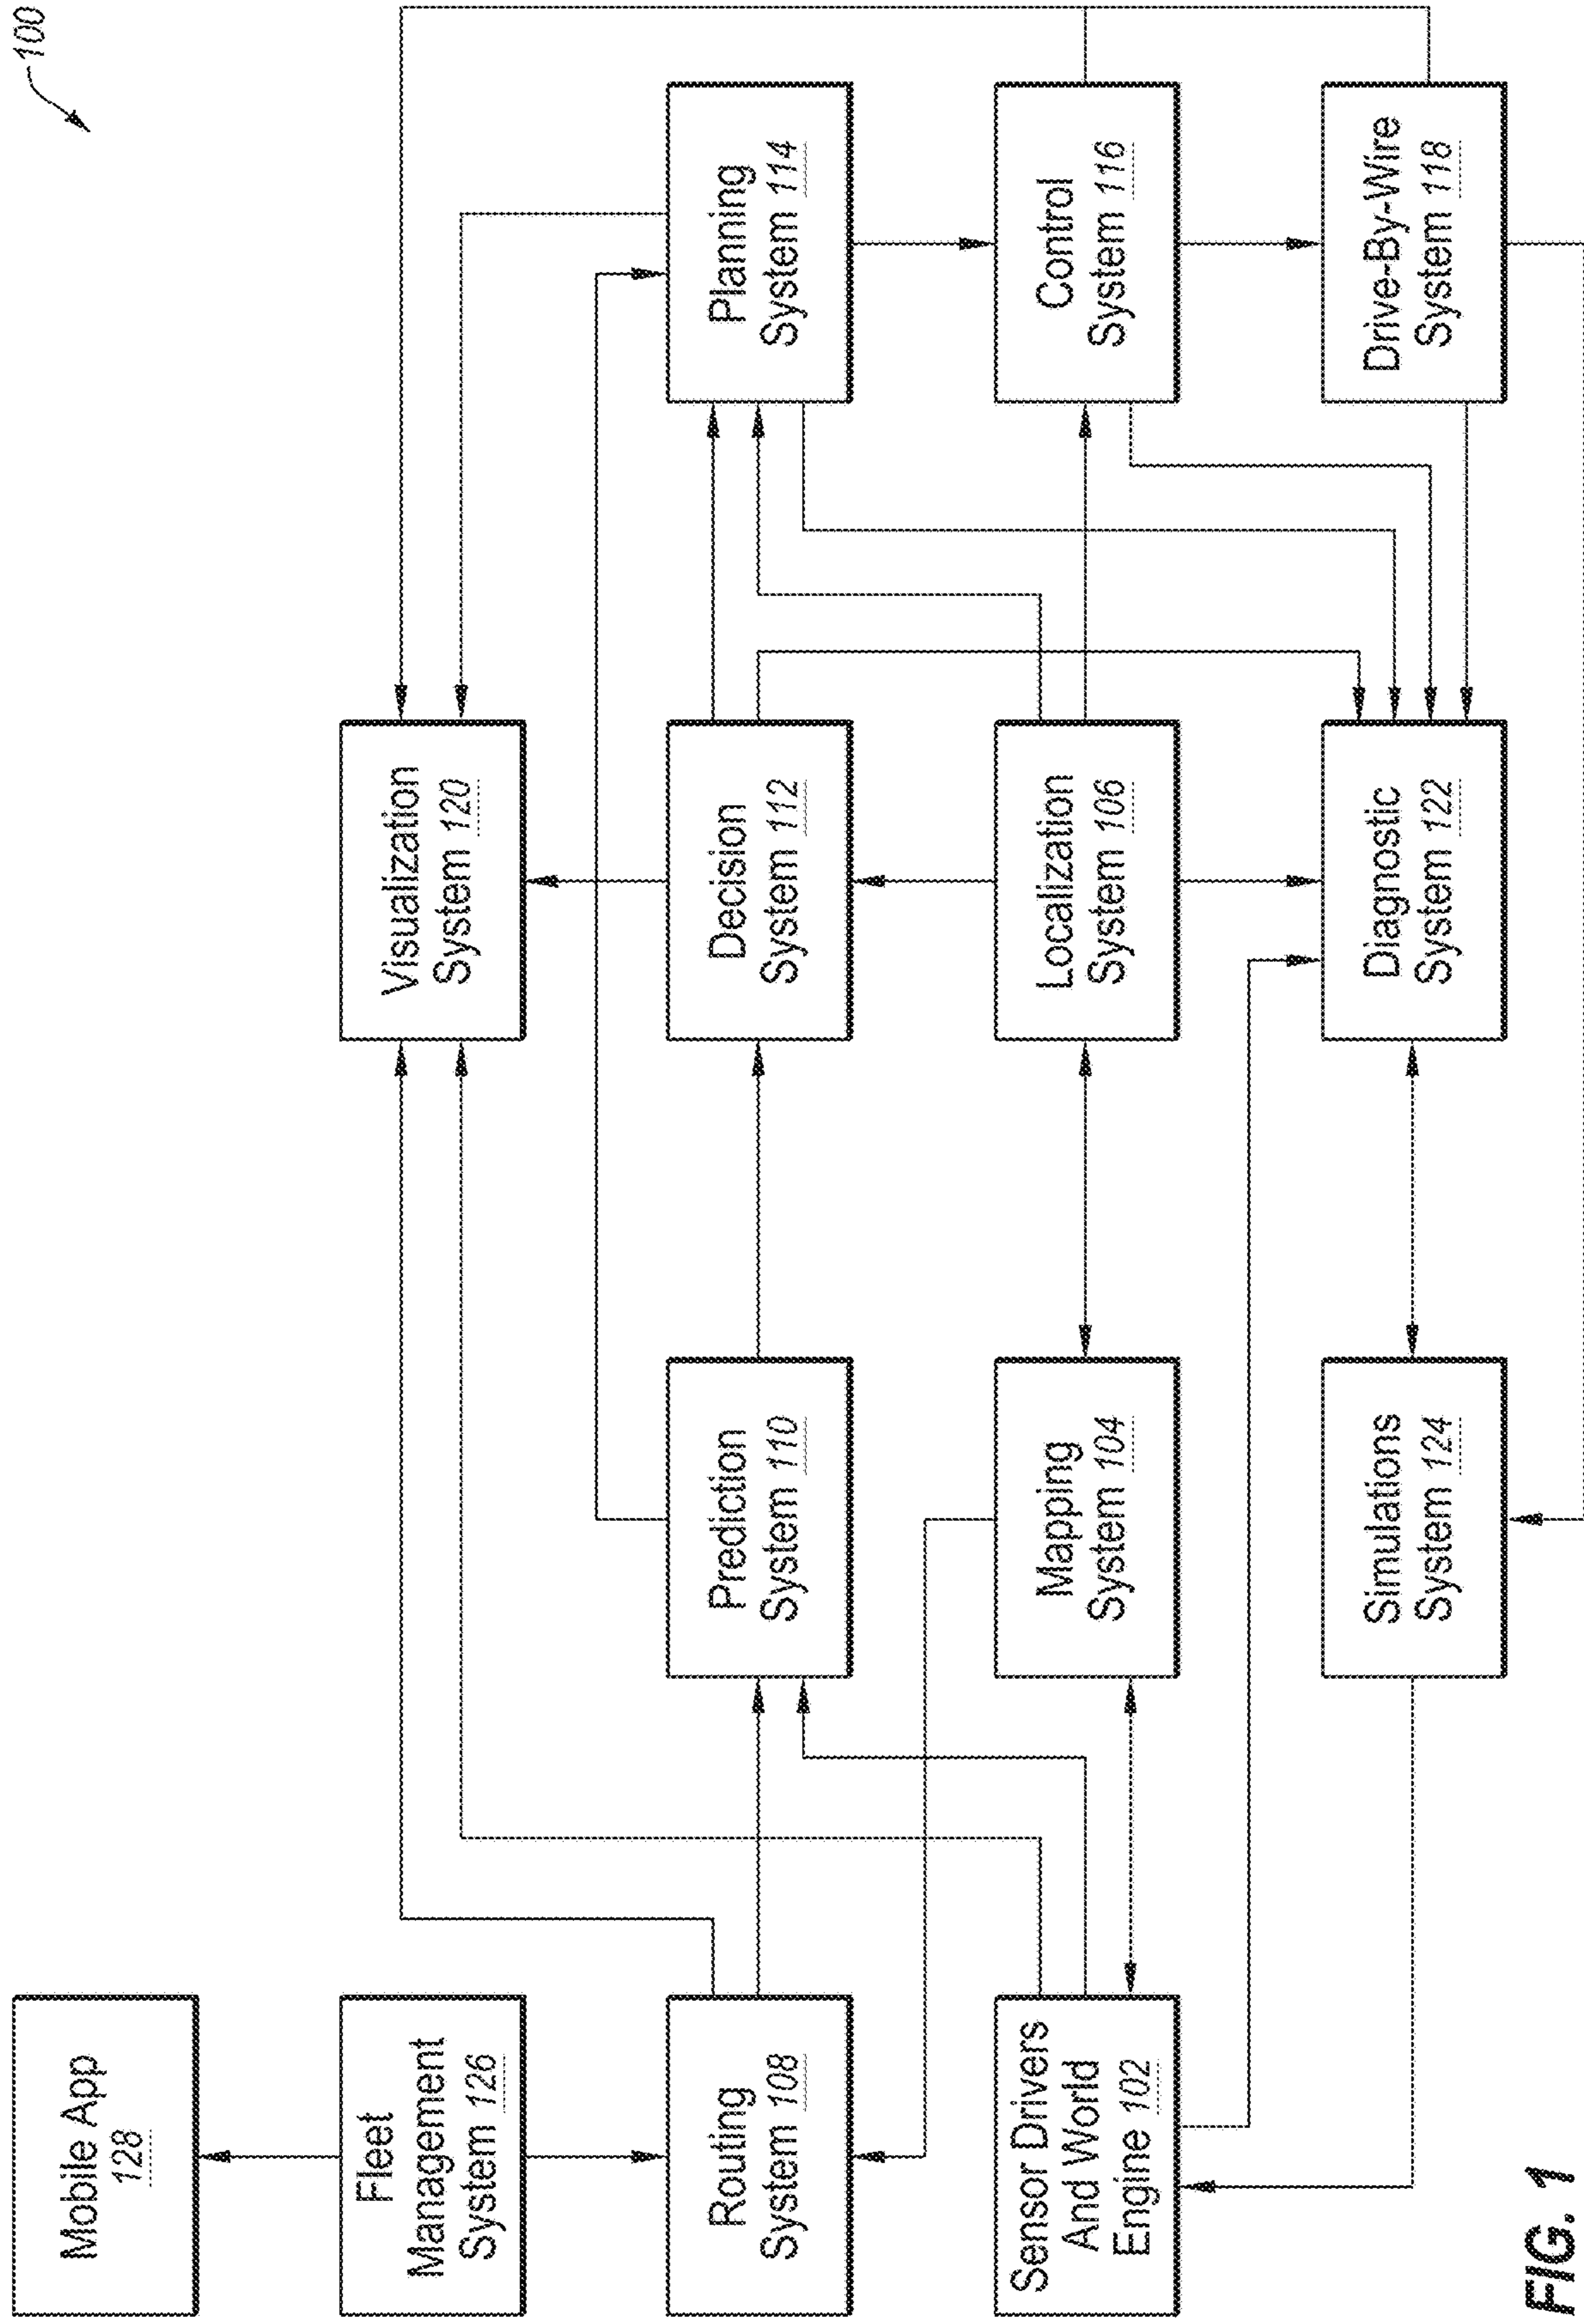 100
Mobile App
128
Fleet
Management
System 126
Visualization
System 120
Routing
System 108
Prediction
System 110
Decision
System 112
Planning
System 114
Sensor Drivers
And World
Engine 102
Mapping
System 104
Localization
System 106
Control
System 116
Simulations
System 124
Diagnostic
System 122
Drive-By-Wire
System 118
FIG. 1